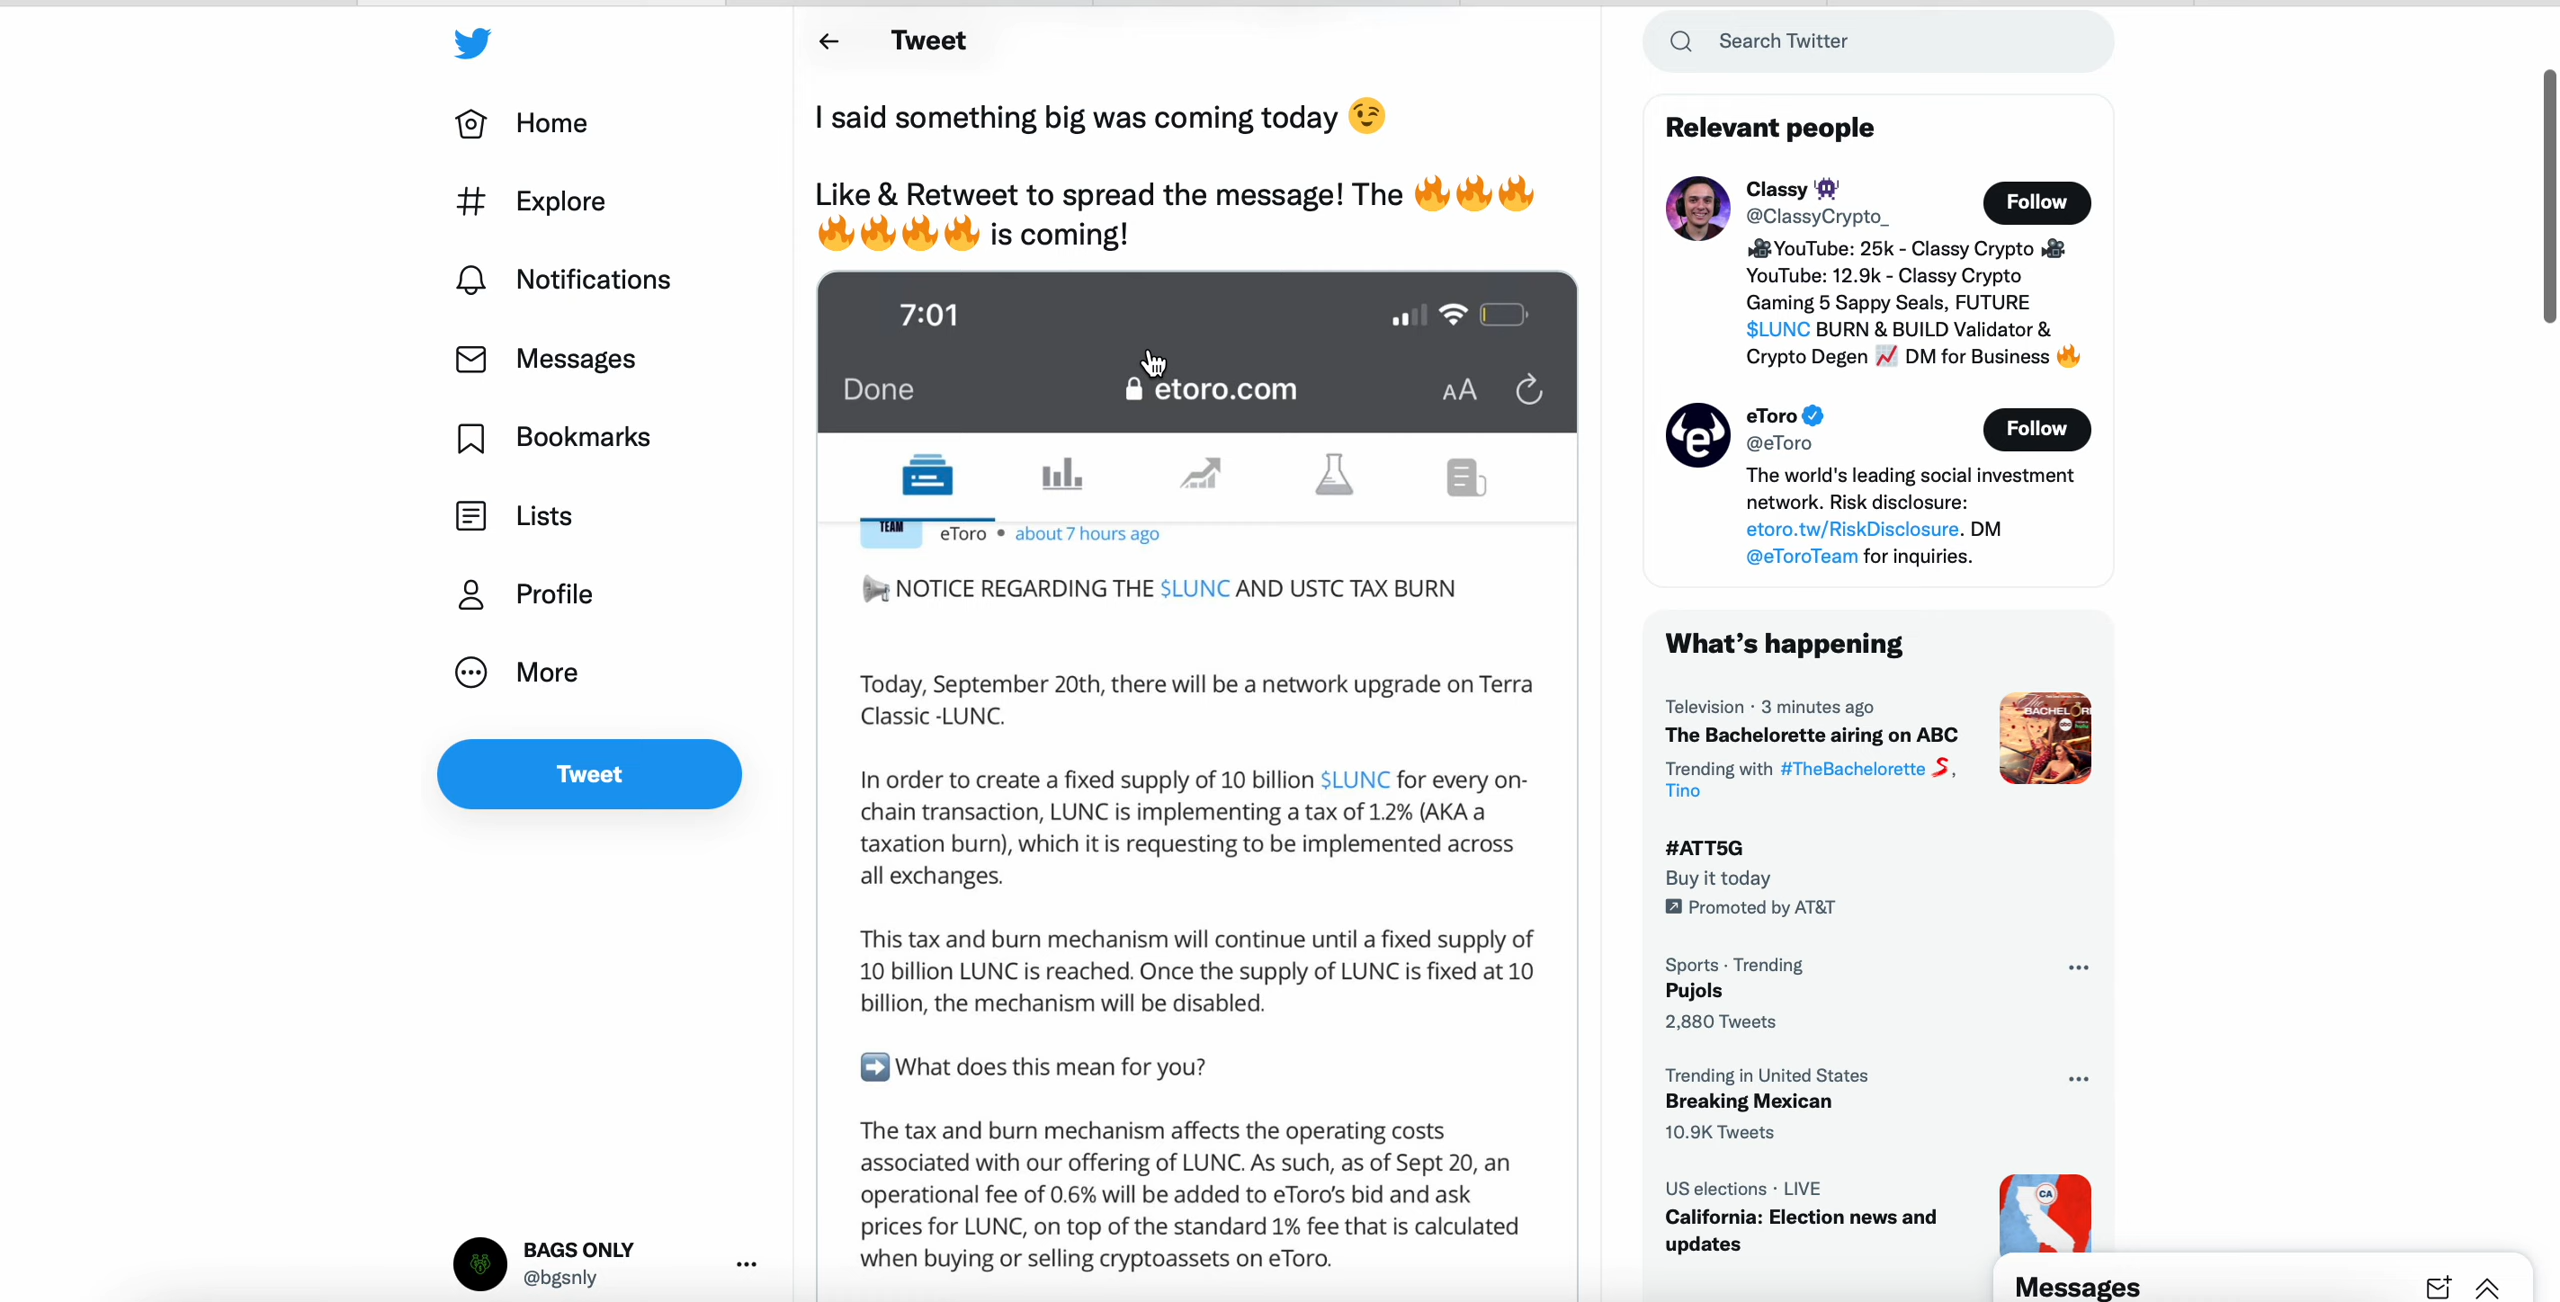 Home
Explore
Notifications
Messages
Bookmarks
Lists
Profile
More
Tweet
BAGS ONLY
@bgsnly
Tweet
I said something big was coming today 😉
Like & Retweet to spread the message! The 🔥🔥🔥
🔥🔥🔥🔥 is coming!
7:01
Done
etoro.com
AA
TEAM
eToro • about 7 hours ago
📢 NOTICE REGARDING THE $LUNC AND USTC TAX BURN
Today, September 20th, there will be a network upgrade on Terra
Classic -LUNC.
In order to create a fixed supply of 10 billion $LUNC for every on-
chain transaction, LUNC is implementing a tax of 1.2% (AKA a
taxation burn), which it is requesting to be implemented across
all exchanges.
This tax and burn mechanism will continue until a fixed supply of
10 billion LUNC is reached. Once the supply of LUNC is fixed at 10
billion, the mechanism will be disabled.
➡️ What does this mean for you?
The tax and burn mechanism affects the operating costs
associated with our offering of LUNC. As such, as of Sept 20, an
operational fee of 0.6% will be added to eToro's bid and ask
prices for LUNC, on top of the standard 1% fee that is calculated
when buying or selling cryptoassets on eToro.
Search Twitter
Relevant people
Classy 👾
@ClassyCrypto_
Follow
🎥YouTube: 25k - Classy Crypto 🎥
YouTube: 12.9k - Classy Crypto
Gaming 5 Sappy Seals, FUTURE
$LUNC BURN & BUILD Validator &
Crypto Degen 📈 DM for Business 🔥
eToro
@eToro
Follow
The world's leading social investment
network. Risk disclosure:
etoro.tw/RiskDisclosure. DM
@eToroTeam for inquiries.
What's happening
Television · 3 minutes ago
The Bachelorette airing on ABC
Trending with #TheBachelorette,
Tino
#ATT5G
Buy it today
Promoted by AT&T
Sports · Trending
Pujols
2,880 Tweets
Trending in United States
Breaking Mexican
10.9K Tweets
US elections · LIVE
California: Election news and
updates
CA
Messages